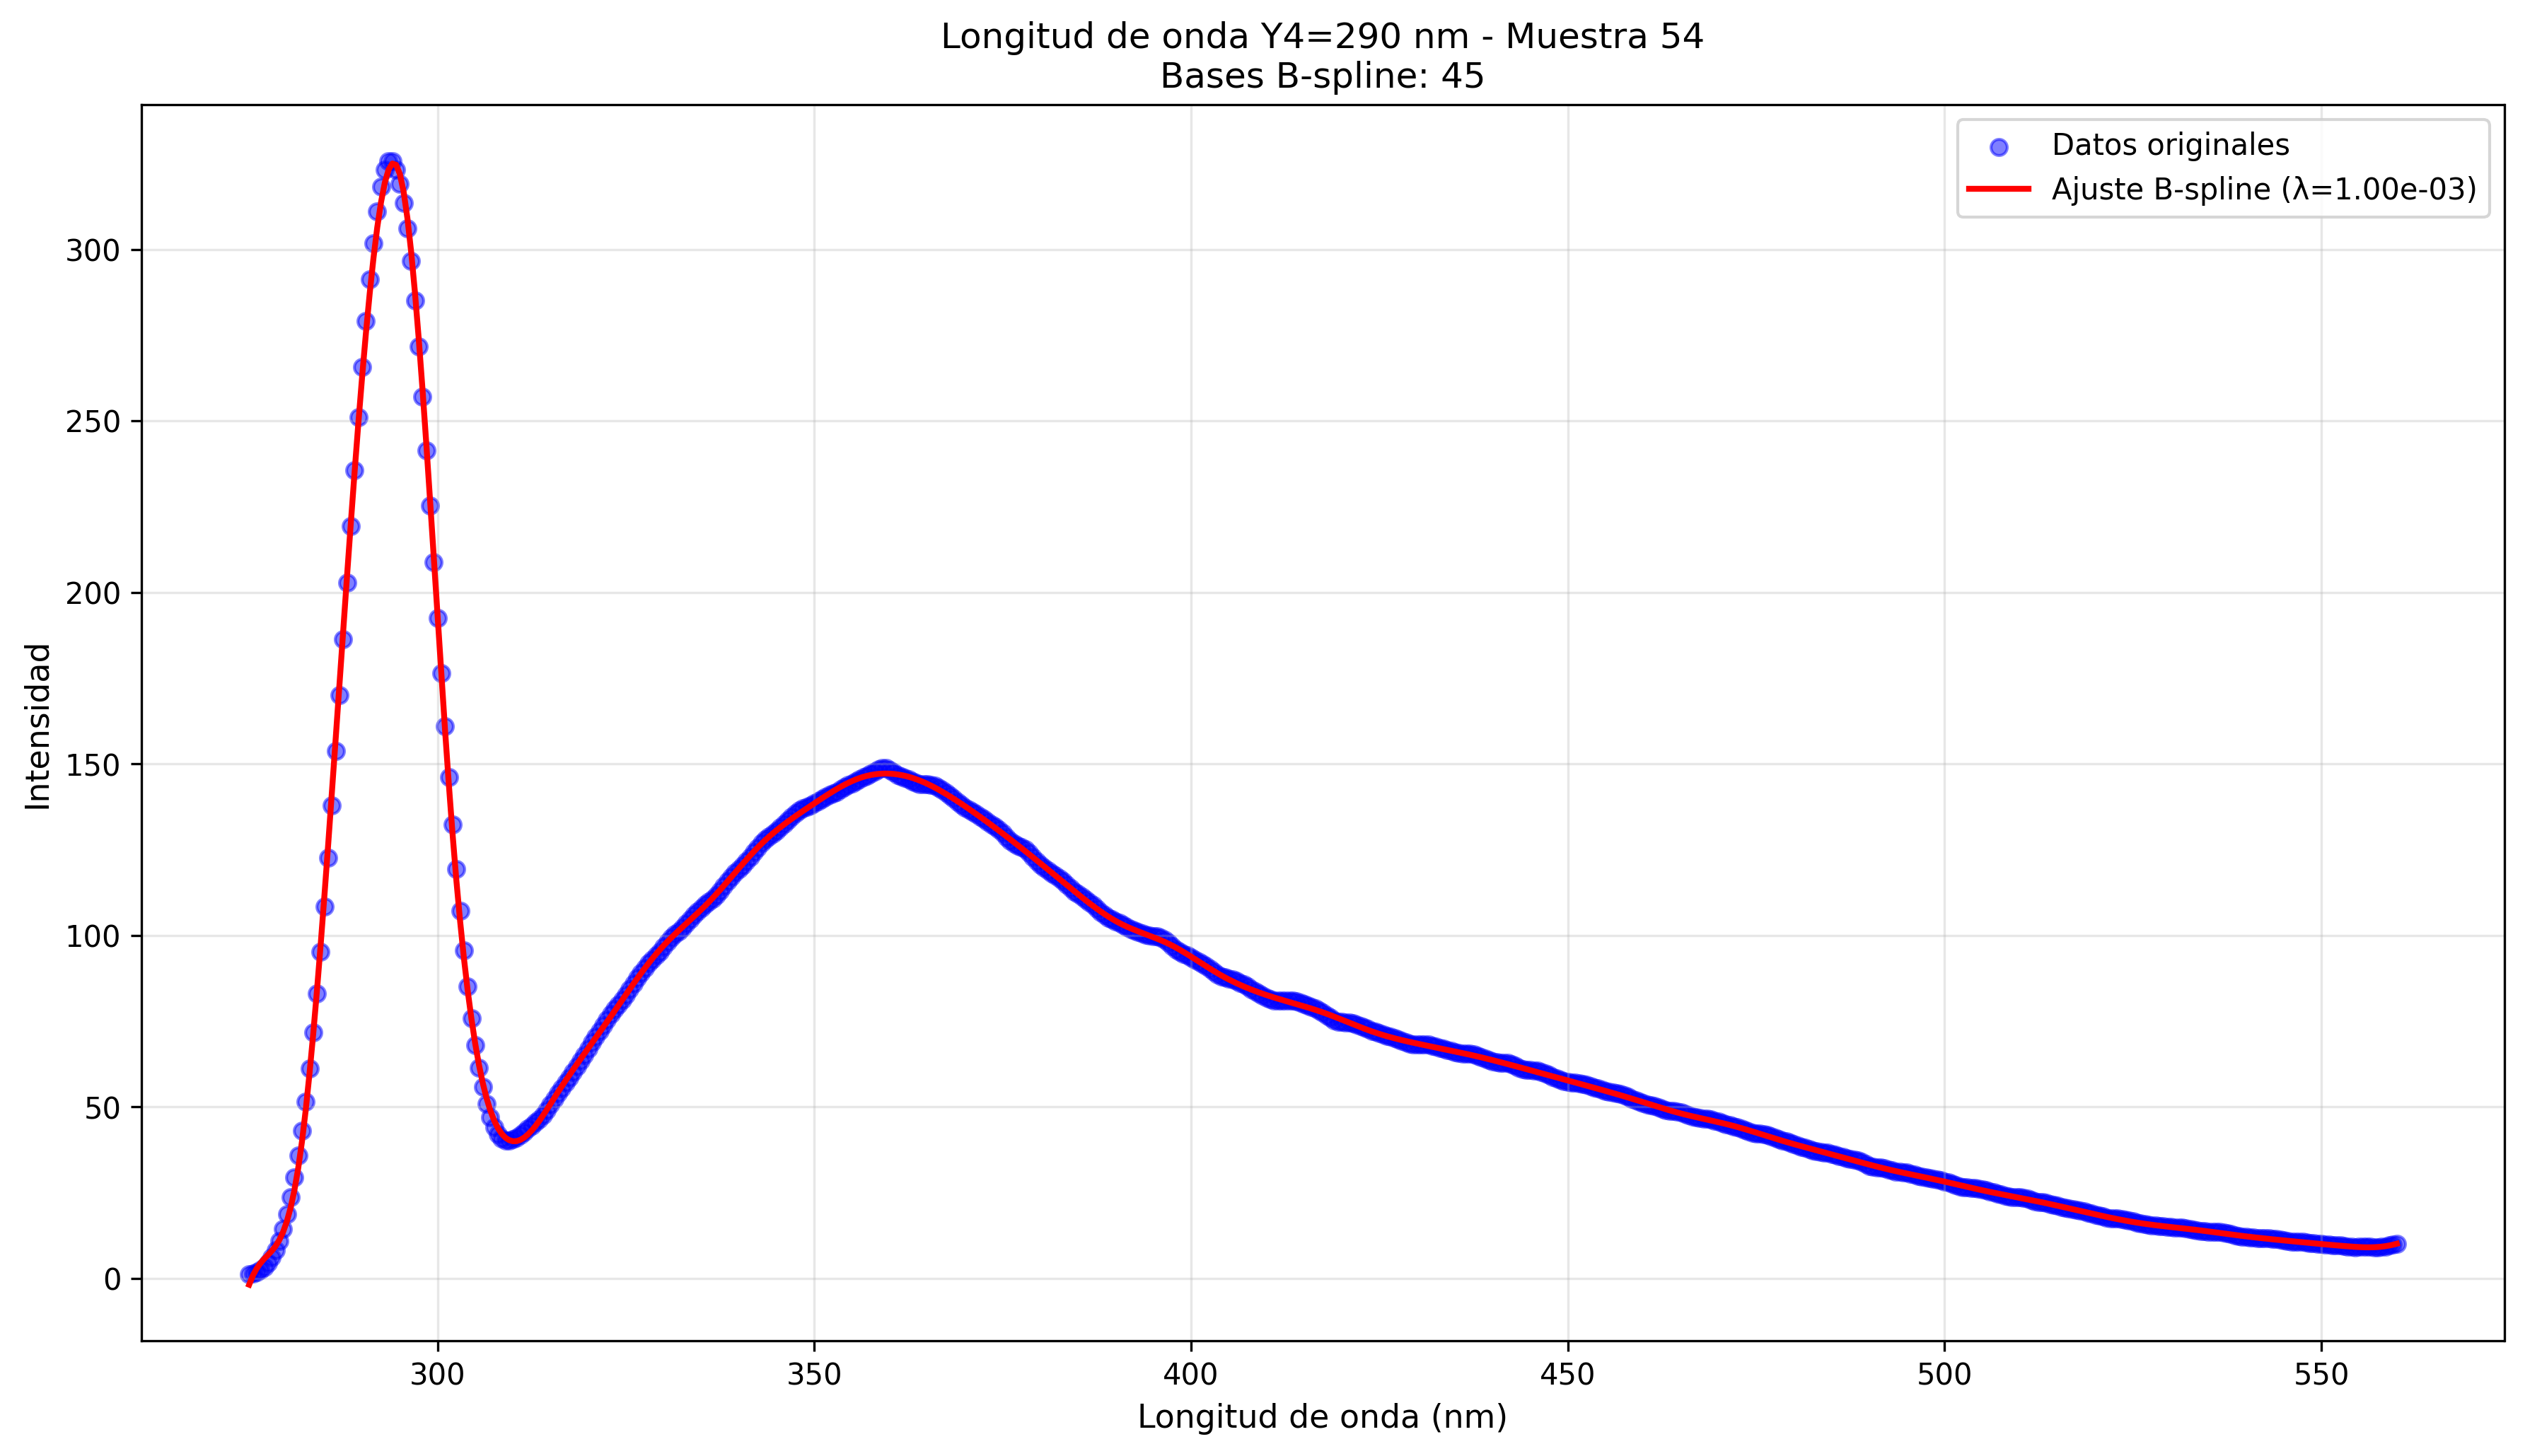 Longitud de onda Y4=290 nm - Muestra 54
Bases B-spline: 45
Datos originales
Ajuste B-spline (λ=1.00e-03)
Intensidad
300
250
200
150
100
50
0
300 350 400 450 500 550
Longitud de onda (nm)